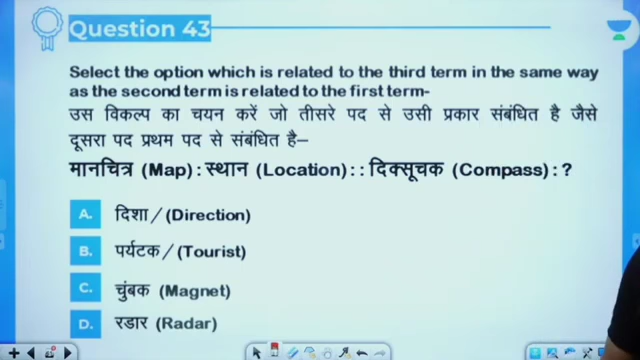 Question 43
Select the option which is related to the third term in the same way
as the second term is related to the first term-
उस विकल्प का चयन करें जो तीसरे पद से उसी प्रकार संबंधित है जैसे
दूसरा पद प्रथम पद से संबंधित है–
मानचित्र (Map) : स्थान (Location) : : दिक्सूचक (Compass) : ?
A. दिशा / (Direction)
B. पर्यटक / (Tourist)
C. चुंबक (Magnet)
D. रडार (Radar)